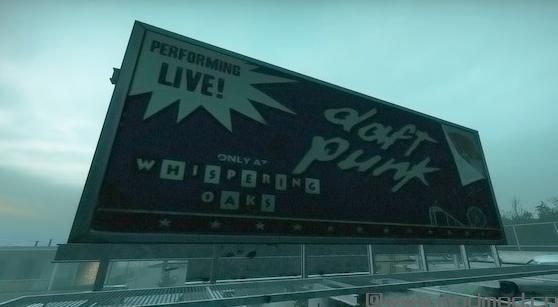 PERFORMING
LIVE!
daft
punk
ONLY AT
WHISPERING
OAKS